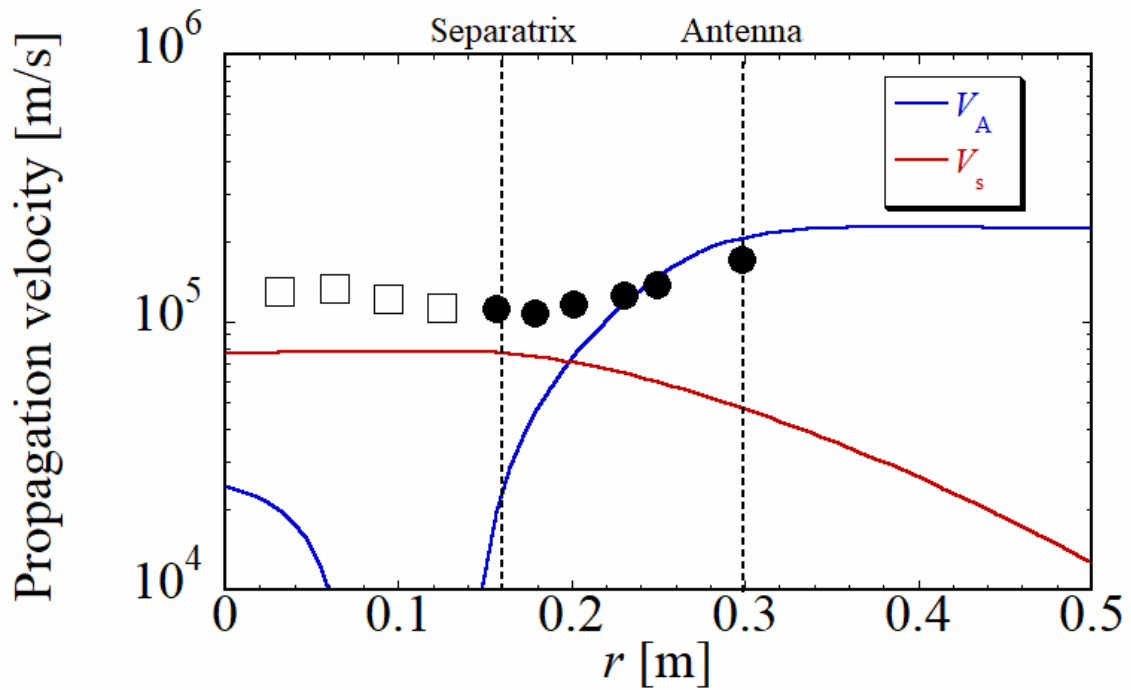 Separatrix Antenna
Propagation velocity [m/s]
10^6
10^5
10^4
V_A
V_s
0 0.1 0.2 0.3 0.4 0.5
r [m]